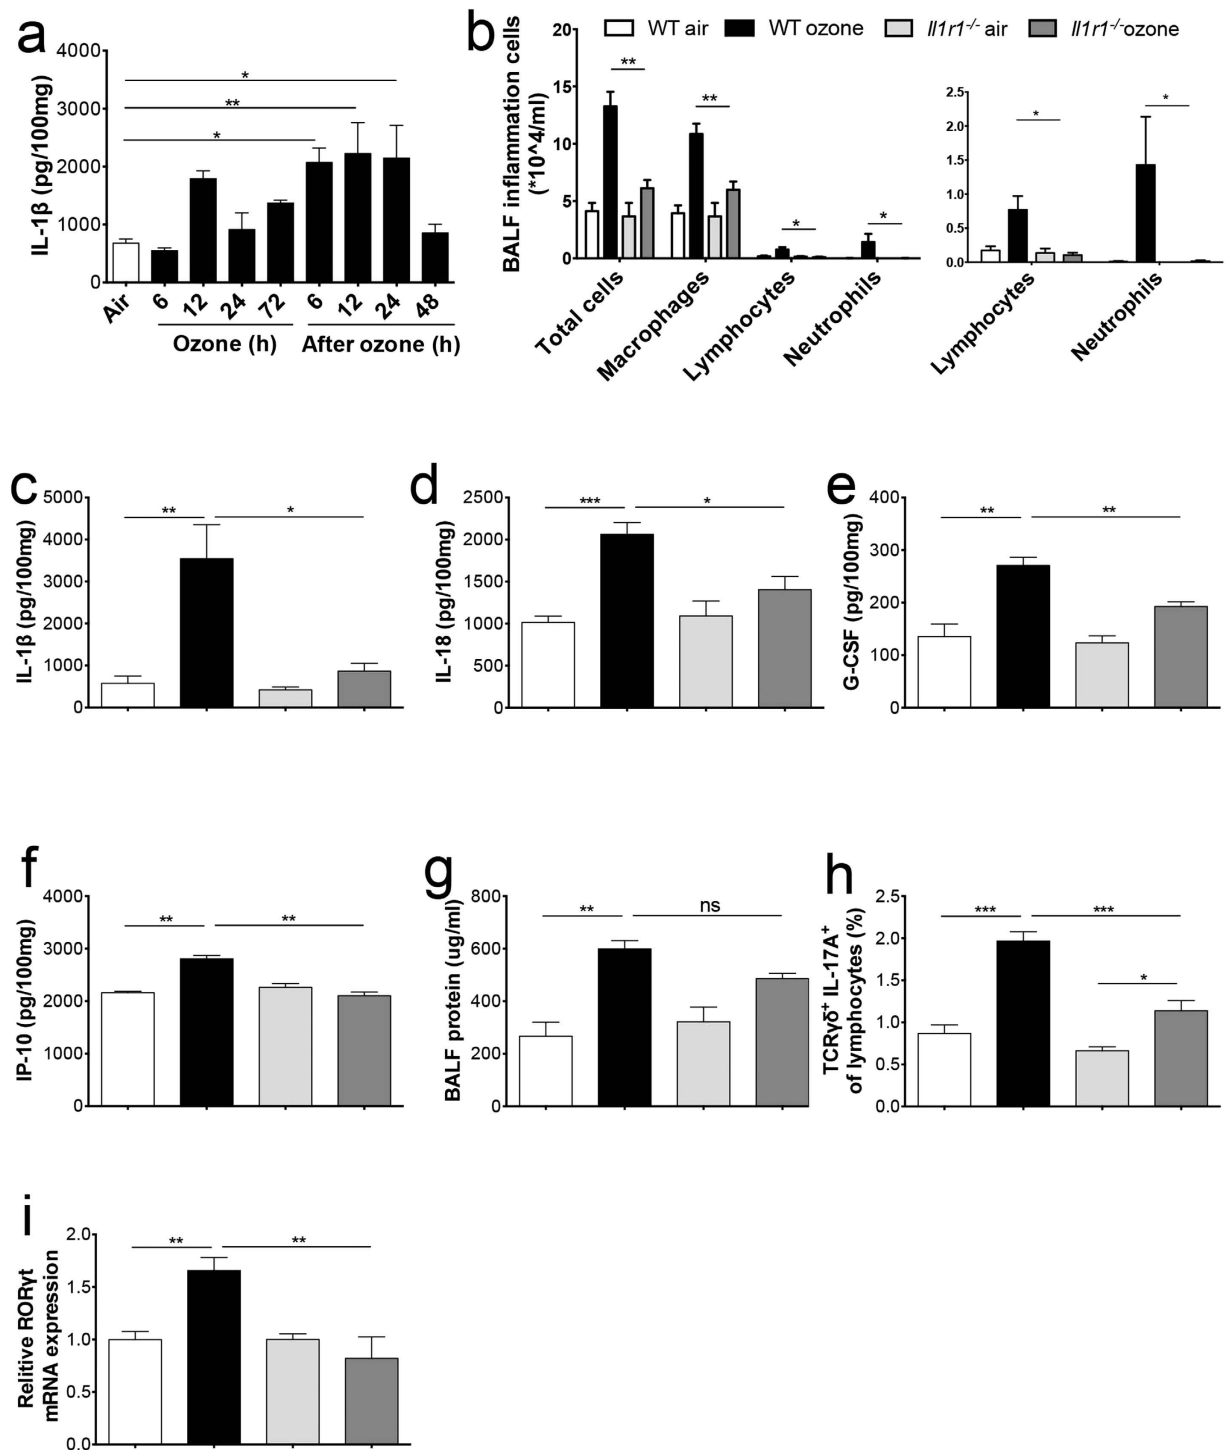 a
IL-1β (pg/100mg)
4000
3000
2000
1000
0
*
**
*
Air
6
12
24
72
6
12
24
48
Ozone (h)
After ozone (h)
b
WT air
WT ozone
Il1r1-/- air
Il1r1-/-ozone
BALF inflammation cells
(*10^4/ml)
20
15
10
5
0
**
**
*
*
Total cells
Macrophages
Lymphocytes
Neutrophils
2.5
2.0
1.5
1.0
0.5
0.0
*
*
Lymphocytes
Neutrophils
c
IL-1β (pg/100mg)
5000
4000
3000
2000
1000
0
**
*
d
IL-18 (pg/100mg)
2500
2000
1500
1000
500
0
***
*
e
G-CSF (pg/100mg)
400
300
200
100
0
**
**
f
IP-10 (pg/100mg)
4000
3000
2000
1000
0
**
**
g
BALF protein (ug/ml)
800
600
400
200
0
**
ns
h
TCRγδ+ IL-17A+
of lymphocytes (%)
2.5
2.0
1.5
1.0
0.5
0.0
***
***
*
i
Relitive RORγt
mRNA expression
2.0
1.5
1.0
0.5
0.0
**
**